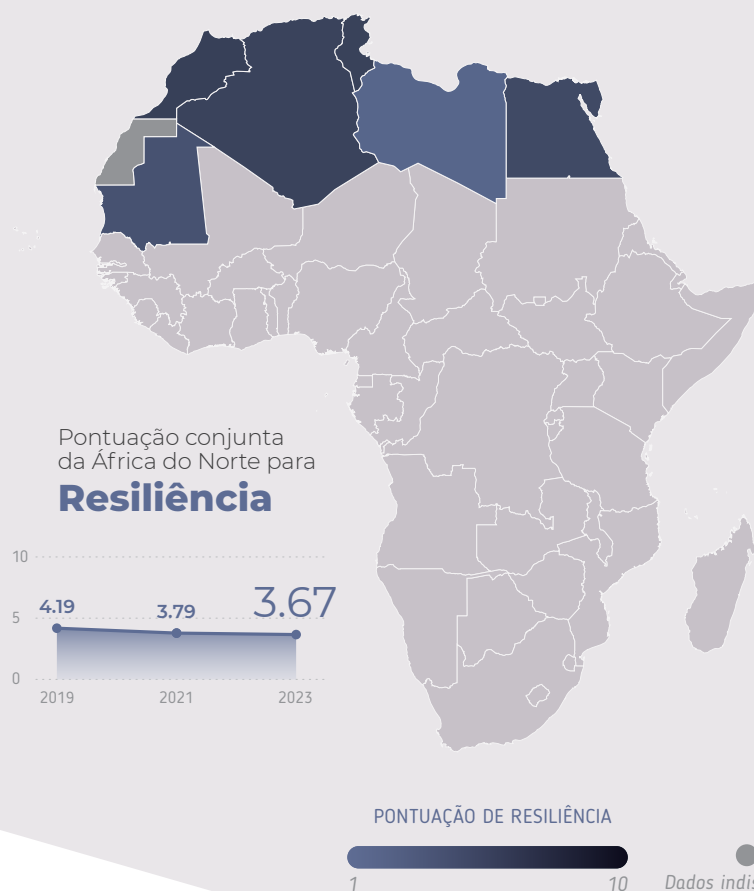 Pontuação conjunta
da África do Norte para
Resiliência
10
5
0
4.19
3.79
3.67
2019
2021
2023
PONTUAÇÃO DE RESILIÊNCIA
1
10
Dados indis